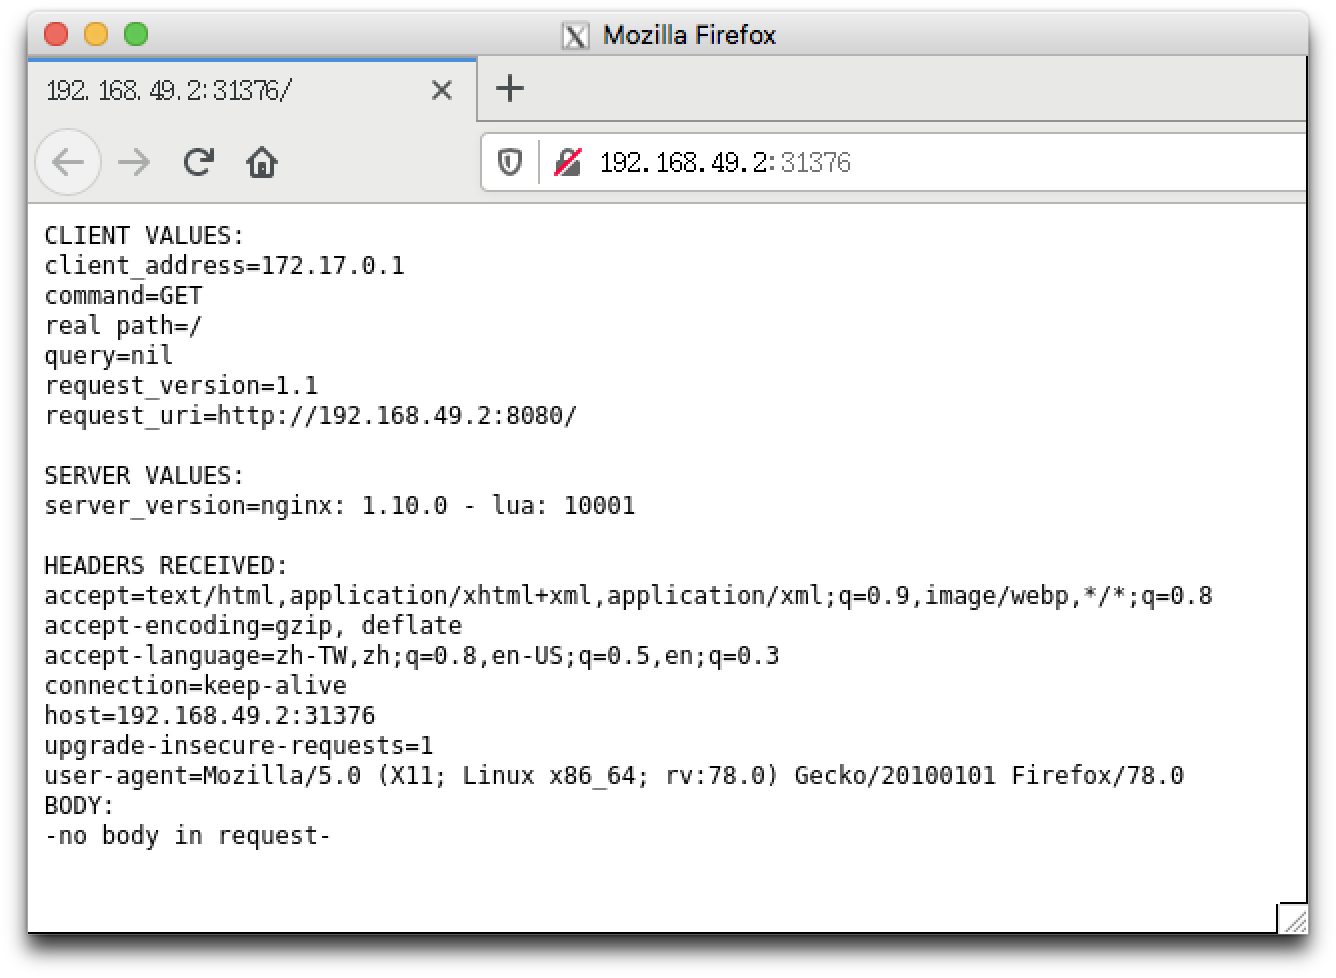 Mozilla Firefox
192.168.49.2:31376/
192.168.49.2:31376
CLIENT VALUES:
client_address=172.17.0.1
command=GET
real path=/
query=nil
request_version=1.1
request_uri=http://192.168.49.2:8080/
SERVER VALUES:
server_version=nginx: 1.10.0 - lua: 10001
HEADERS RECEIVED:
accept=text/html,application/xhtml+xml,application/xml;q=0.9,image/webp,*/*;q=0.8
accept-encoding=gzip, deflate
accept-language=zh-TW,zh;q=0.8,en-US;q=0.5,en;q=0.3
connection=keep-alive
host=192.168.49.2:31376
upgrade-insecure-requests=1
user-agent=Mozilla/5.0 (X11; Linux x86_64; rv:78.0) Gecko/20100101 Firefox/78.0
BODY:
-no body in request-